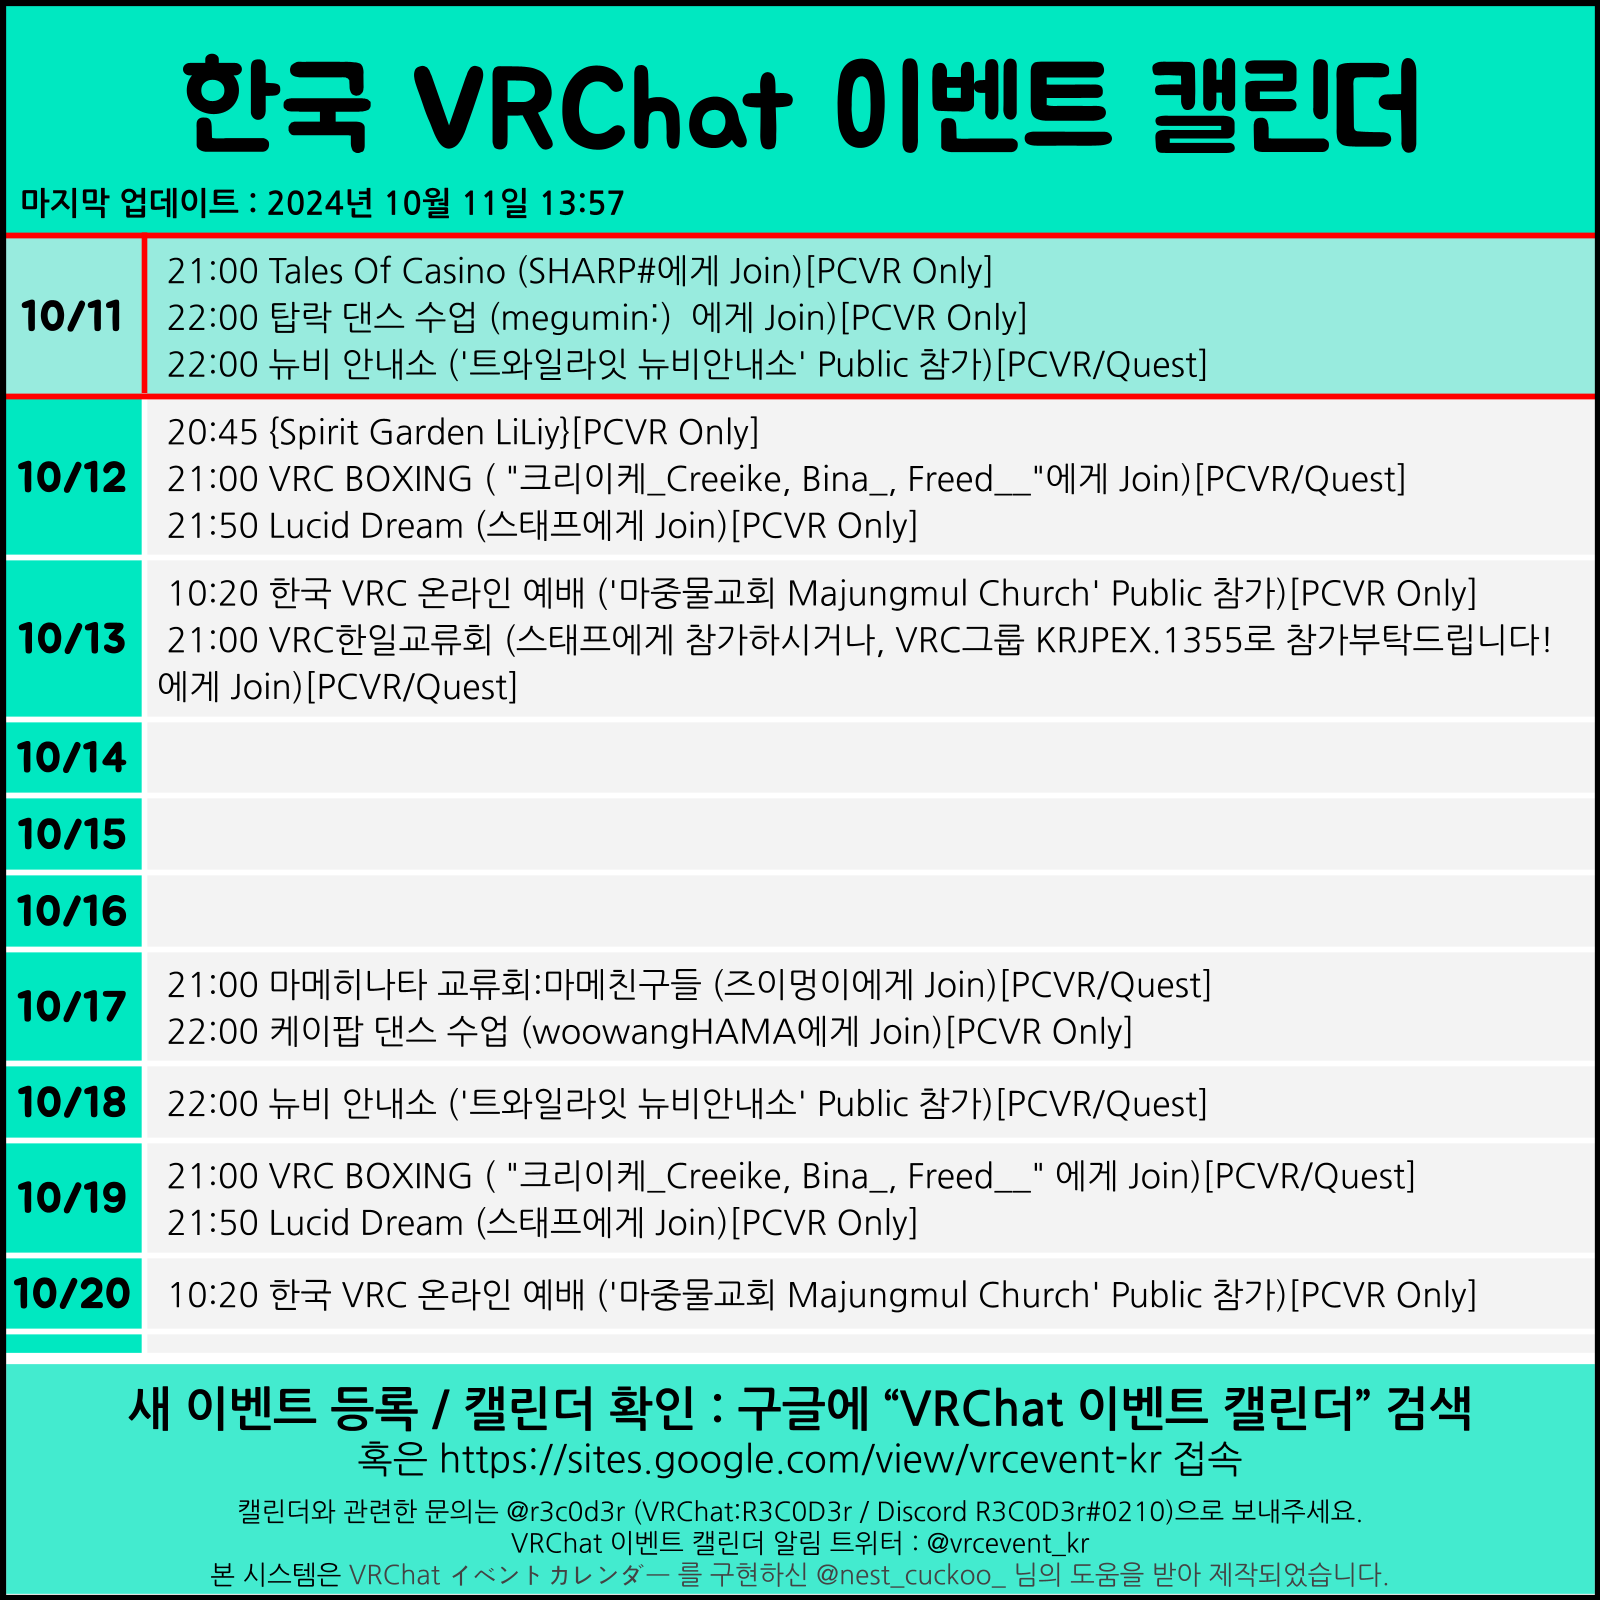 한국 VRChat 이벤트 캘린더
마지막 업데이트 : 2024년 10월 11일 13:57
10/11
21:00 Tales Of Casino (SHARP#에게 Join)[PCVR Only]
22:00 탑락 댄스 수업 (megumin:)  에게 Join)[PCVR Only]
22:00 뉴비 안내소 ('트와일라잇 뉴비안내소' Public 참가)[PCVR/Quest]
10/12
20:45 {Spirit Garden LiLiy}[PCVR Only]
21:00 VRC BOXING ( "크리이케_Creeike, Bina_, Freed__"에게 Join)[PCVR/Quest]
21:50 Lucid Dream (스태프에게 Join)[PCVR Only]
10/13
10:20 한국 VRC 온라인 예배 ('마중물교회 Majungmul Church' Public 참가)[PCVR Only]
21:00 VRC한일교류회 (스태프에게 참가하시거나, VRC그룹 KRJPEX.1355로 참가부탁드립니다!
에게 Join)[PCVR/Quest]
10/14
10/15
10/16
10/17
21:00 마메히나타 교류회:마메친구들 (즈이멍이에게 Join)[PCVR/Quest]
22:00 케이팝 댄스 수업 (woowangHAMA에게 Join)[PCVR Only]
10/18
22:00 뉴비 안내소 ('트와일라잇 뉴비안내소' Public 참가)[PCVR/Quest]
10/19
21:00 VRC BOXING ( "크리이케_Creeike, Bina_, Freed__" 에게 Join)[PCVR/Quest]
21:50 Lucid Dream (스태프에게 Join)[PCVR Only]
10/20
10:20 한국 VRC 온라인 예배 ('마중물교회 Majungmul Church' Public 참가)[PCVR Only]
새 이벤트 등록 / 캘린더 확인 : 구글에 “VRChat 이벤트 캘린더” 검색
혹은 https://sites.google.com/view/vrcevent-kr 접속
캘린더와 관련한 문의는 @r3c0d3r (VRChat:R3C0D3r / Discord R3C0D3r#0210)으로 보내주세요.
VRChat 이벤트 캘린더 알림 트위터 : @vrcevent_kr
본 시스템은 VRChat イベントカレンダー 를 구현하신 @nest_cuckoo_ 님의 도움을 받아 제작되었습니다.